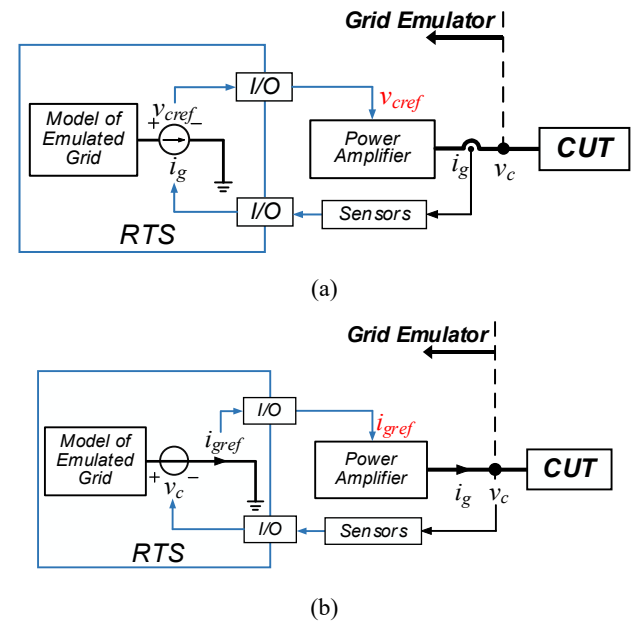 Grid Emulator
I/O
Model of
Emulated
Grid
v_cref
+ −
i_g
v_cref
Power
Amplifier
i_g
v_c
CUT
I/O
Sensors
RTS
(a)
Grid Emulator
I/O
Model of
Emulated
Grid
i_gref
+ −
v_c
i_gref
Power
Amplifier
i_g
v_c
CUT
I/O
Sensors
RTS
(b)